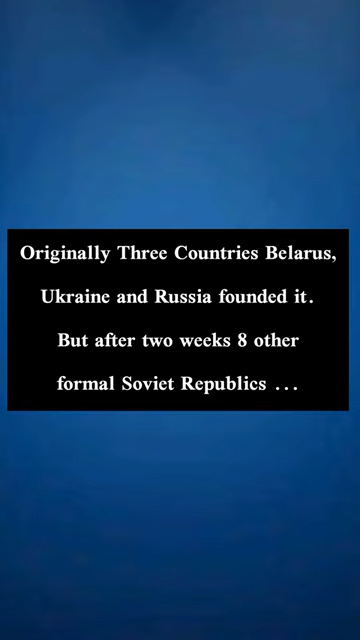 Originally Three Countries Belarus,
Ukraine and Russia founded it.
But after two weeks 8 other
formal Soviet Republics ...